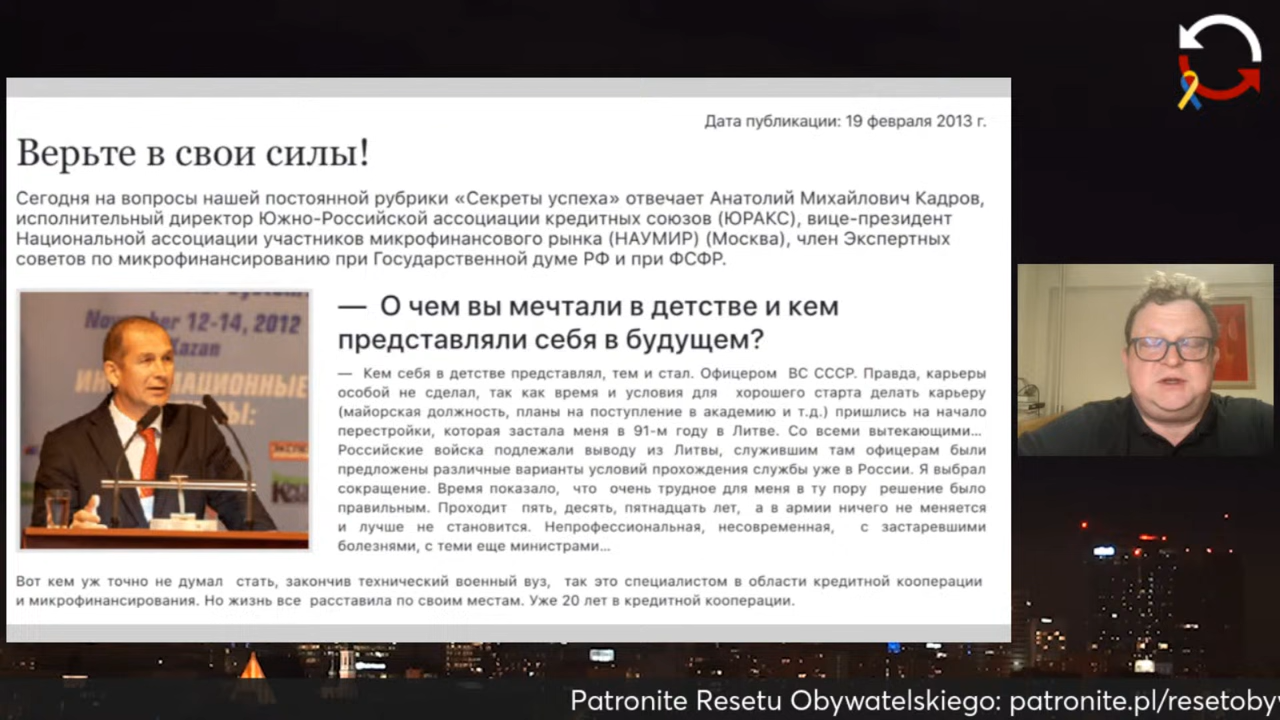 Дата публикации: 19 февраля 2013 г.
Верьте в свои силы!
Сегодня на вопросы нашей постоянной рубрики «Секреты успеха» отвечает Анатолий Михайлович Кадров,
исполнительный директор Южно-Российской ассоциации кредитных союзов (ЮРАКС), вице-президент
Национальной ассоциации участников микрофинансового рынка (НАУМИР) (Москва), член Экспертных
советов по микрофинансированию при Государственной думе РФ и при ФСФР.
November 12-14, 2012
Kazan
— О чем вы мечтали в детстве и кем
представляли себя в будущем?
— Кем себя в детстве представлял, тем и стал. Офицером ВС СССР. Правда, карьеры
особой не сделал, так как время и условия для хорошего старта делать карьеру
(майорская должность, планы на поступление в академию и т.д.) пришлись на начало
перестройки, которая застала меня в 91-м году в Литве. Со всеми вытекающими...
Российские войска подлежали выводу из Литвы, служившим там офицерам были
предложены различные варианты условий прохождения службы уже в России. Я выбрал
сокращение. Время показало, что очень трудное для меня в ту пору решение было
правильным. Проходит пять, десять, пятнадцать лет, а в армии ничего не меняется
и лучше не становится. Непрофессиональная, несовременная, с застаревшими
болезнями, с теми еще министрами...
Вот кем уж точно не думал стать, закончив технический военный вуз, так это специалистом в области кредитной кооперации
и микрофинансирования. Но жизнь все расставила по своим местам. Уже 20 лет в кредитной кооперации.
Patronite Resetu Obywatelskiego: patronite.pl/resetoby